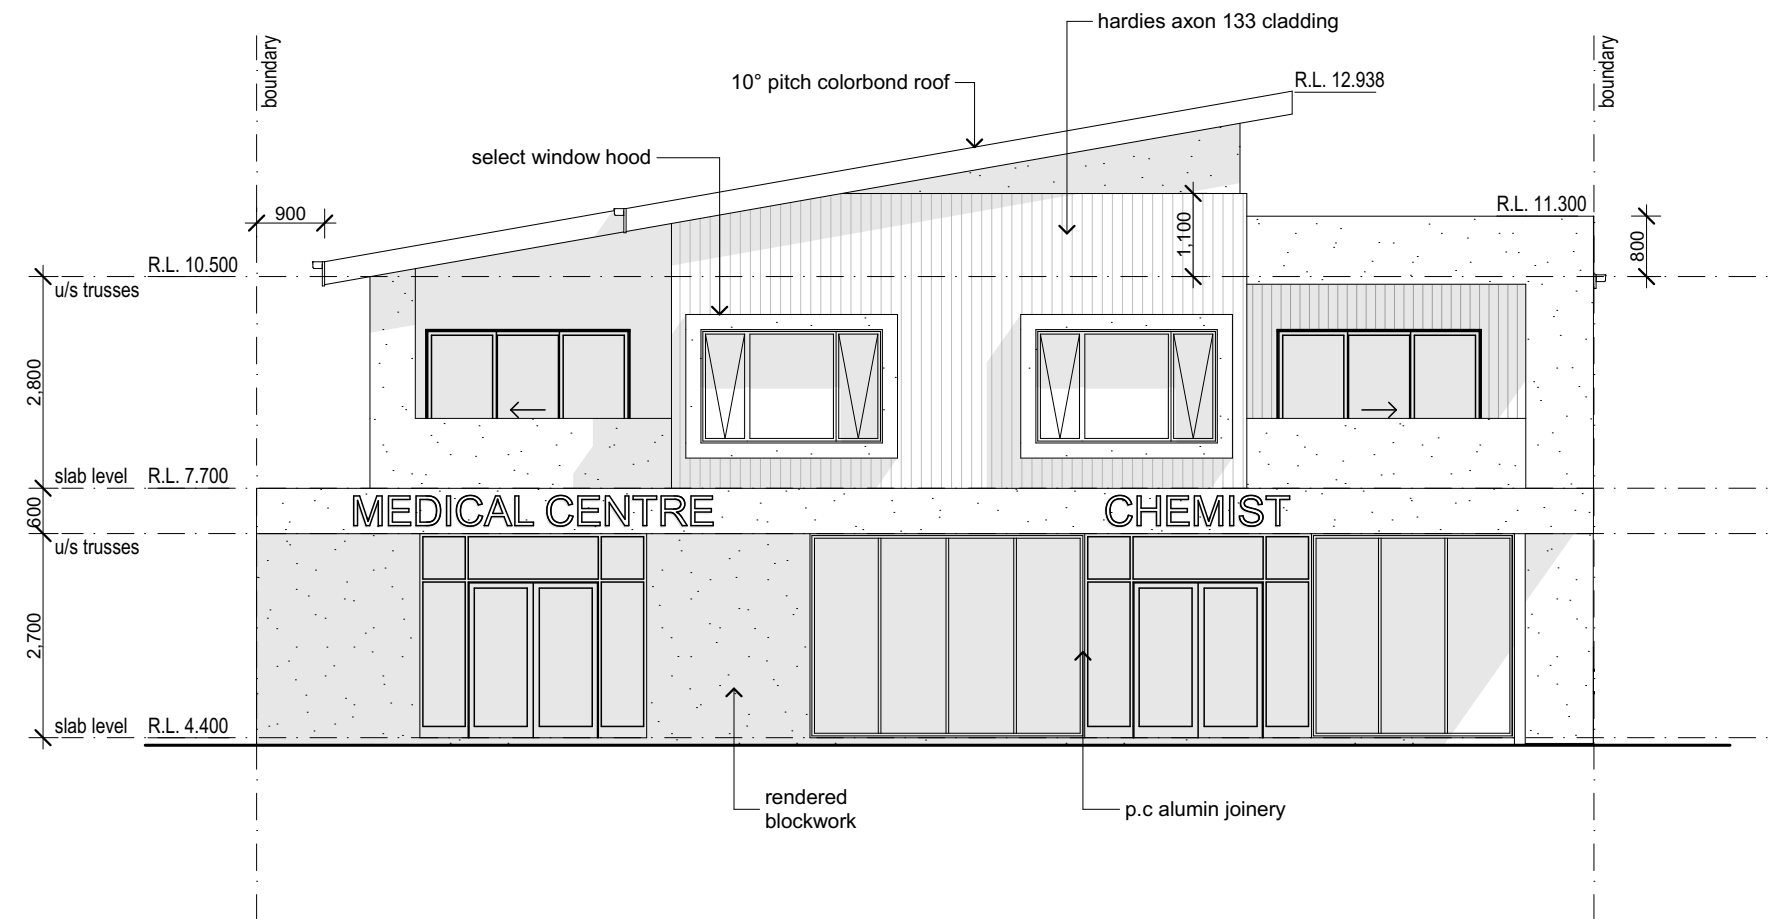 hardies axon 133 cladding
boundary
boundary
10° pitch colorbond roof
R.L. 12.938
select window hood
900
R.L. 11.300
1,100
800
R.L. 10.500
u/s trusses
2,800
slab level R.L. 7.700
600
MEDICAL CENTRE
CHEMIST
u/s trusses
2,700
slab level R.L. 4.400
rendered
blockwork
p.c alumin joinery